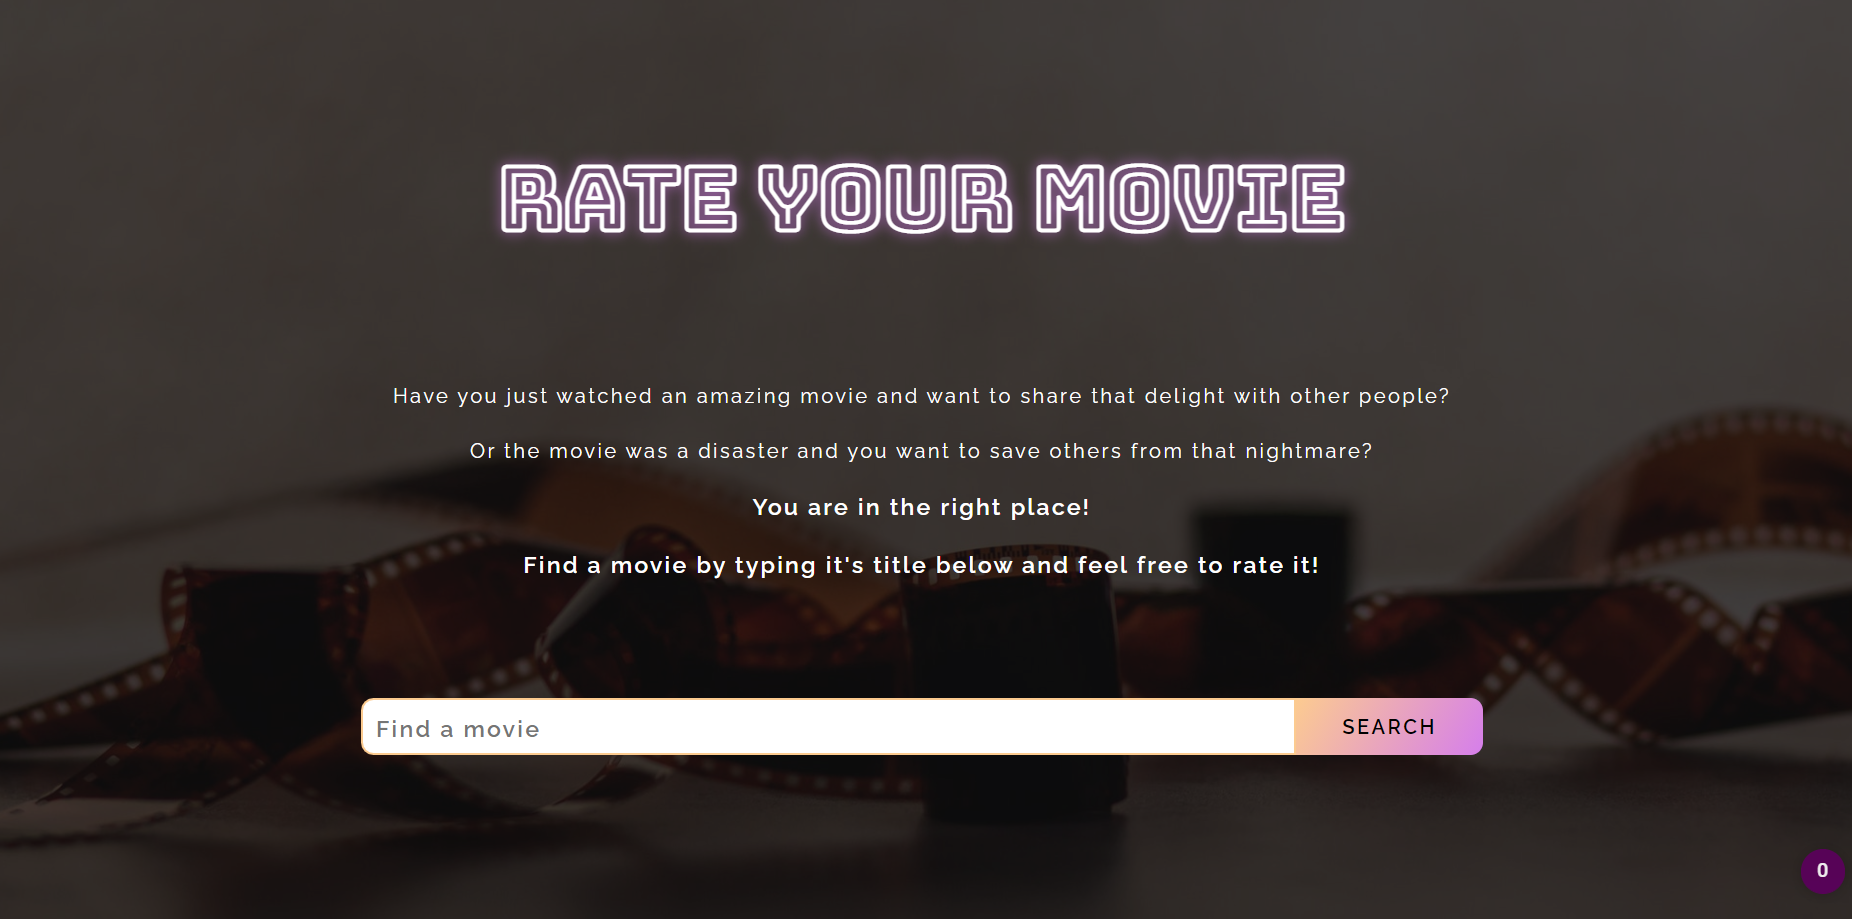 RATE YOUR MOVIE
Have you just watched an amazing movie and want to share that delight with other people?
Or the movie was a disaster and you want to save others from that nightmare?
You are in the right place!
Find a movie by typing it's title below and feel free to rate it!
Find a movie
SEARCH
0